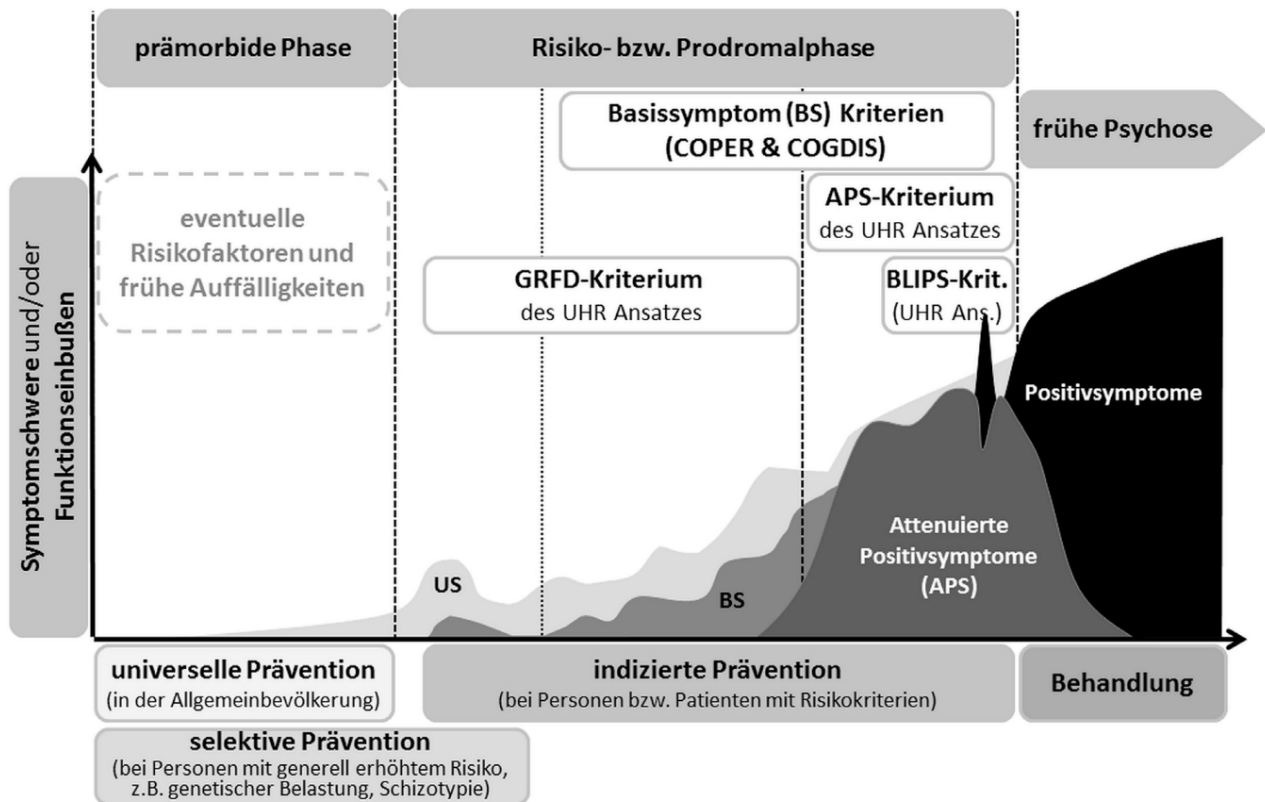 prämorbide Phase
Risiko- bzw. Prodromalphase
Basissymptom (BS) Kriterien
(COPER & COGDIS)
frühe Psychose
eventuelle
Risikofaktoren und
frühe Auffälligkeiten
APS-Kriterium
des UHR Ansatzes
GRFD-Kriterium
des UHR Ansatzes
BLIPS-Krit.
(UHR Ans.)
Symptomschwere und/oder
Funktionseinbußen
Positivsymptome
Attenuierte
Positivsymptome
(APS)
US
BS
universelle Prävention
(in der Allgemeinbevölkerung)
indizierte Prävention
(bei Personen bzw. Patienten mit Risikokriterien)
Behandlung
selektive Prävention
(bei Personen mit generell erhöhtem Risiko,
z.B. genetischer Belastung, Schizotypie)